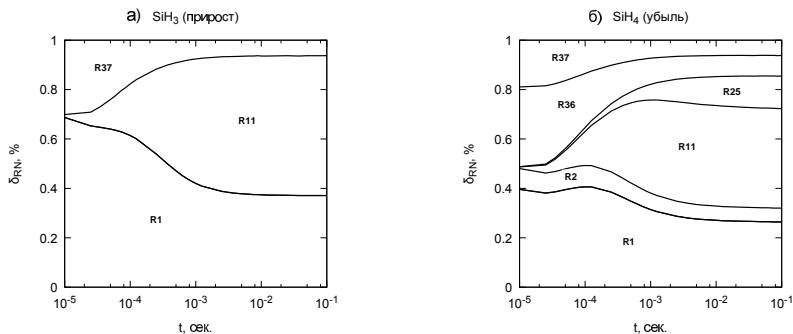 а) SiH3 (прирост)
1
0.8
0.6
0.4
0.2
0
δRN, %
R37
R11
R1
10-5
10-4
10-3
10-2
10-1
t, сек.
б) SiH4 (убыль)
1
0.8
0.6
0.4
0.2
0
δRN, %
R37
R36
R25
R11
R2
R1
10-5
10-4
10-3
10-2
10-1
t, сек.